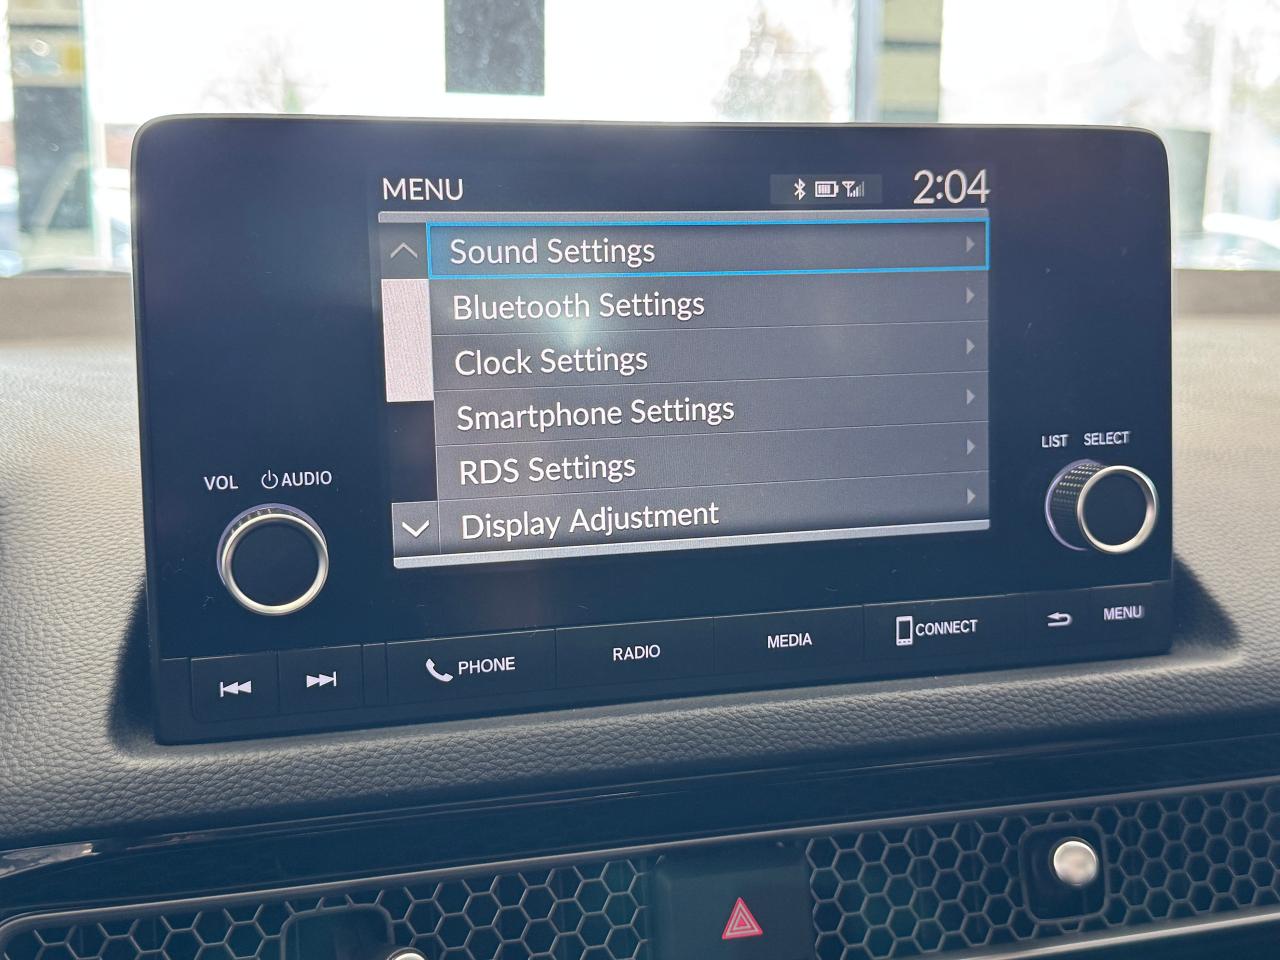 MENU 2:04
Sound Settings
Bluetooth Settings
Clock Settings
Smartphone Settings
RDS Settings
Display Adjustment
VOL AUDIO
LIST SELECT
PHONE RADIO MEDIA CONNECT MENU